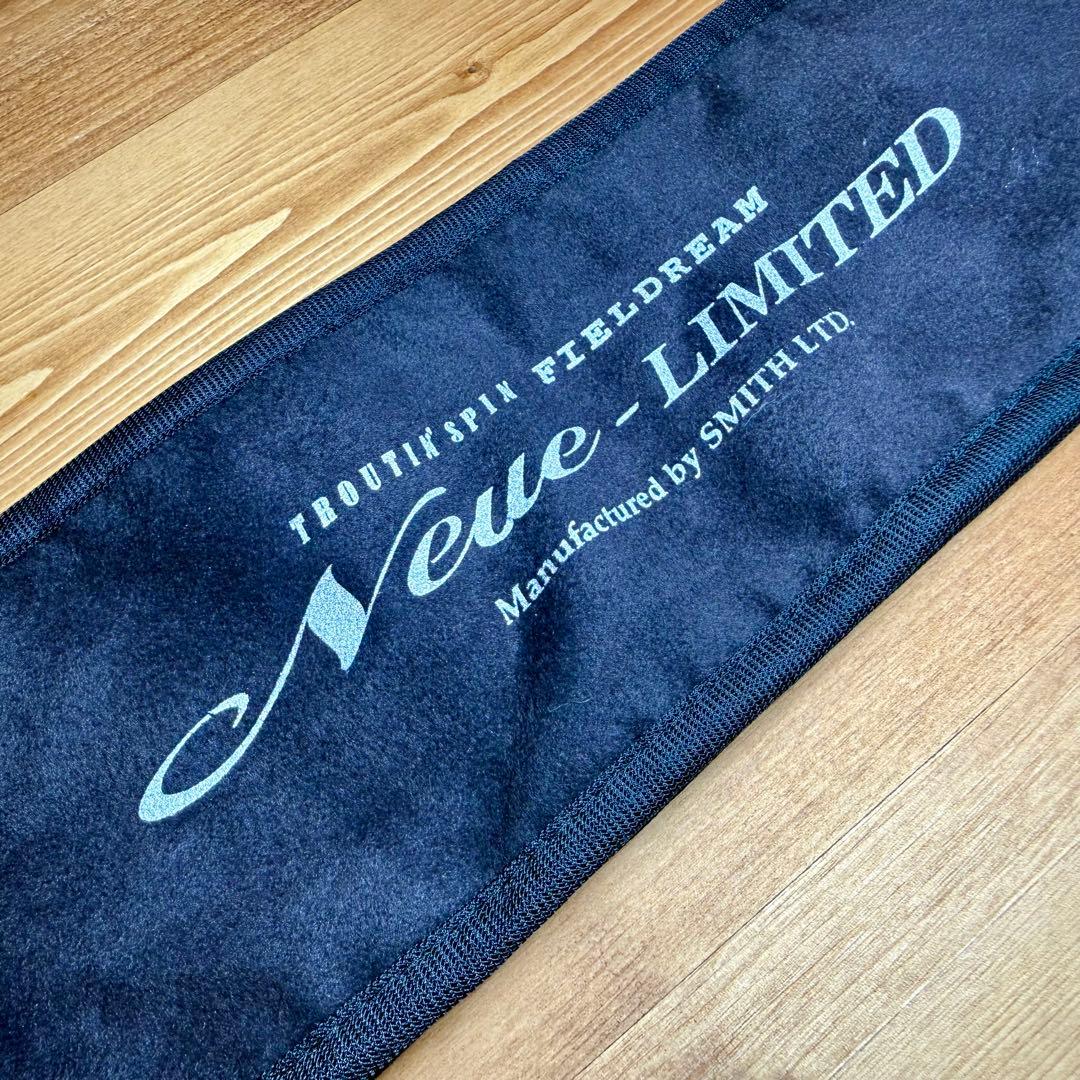 TROUTIN' SPIN FIELDREAM
Neue-LIMITED
Manufactured by SMITH LTD.